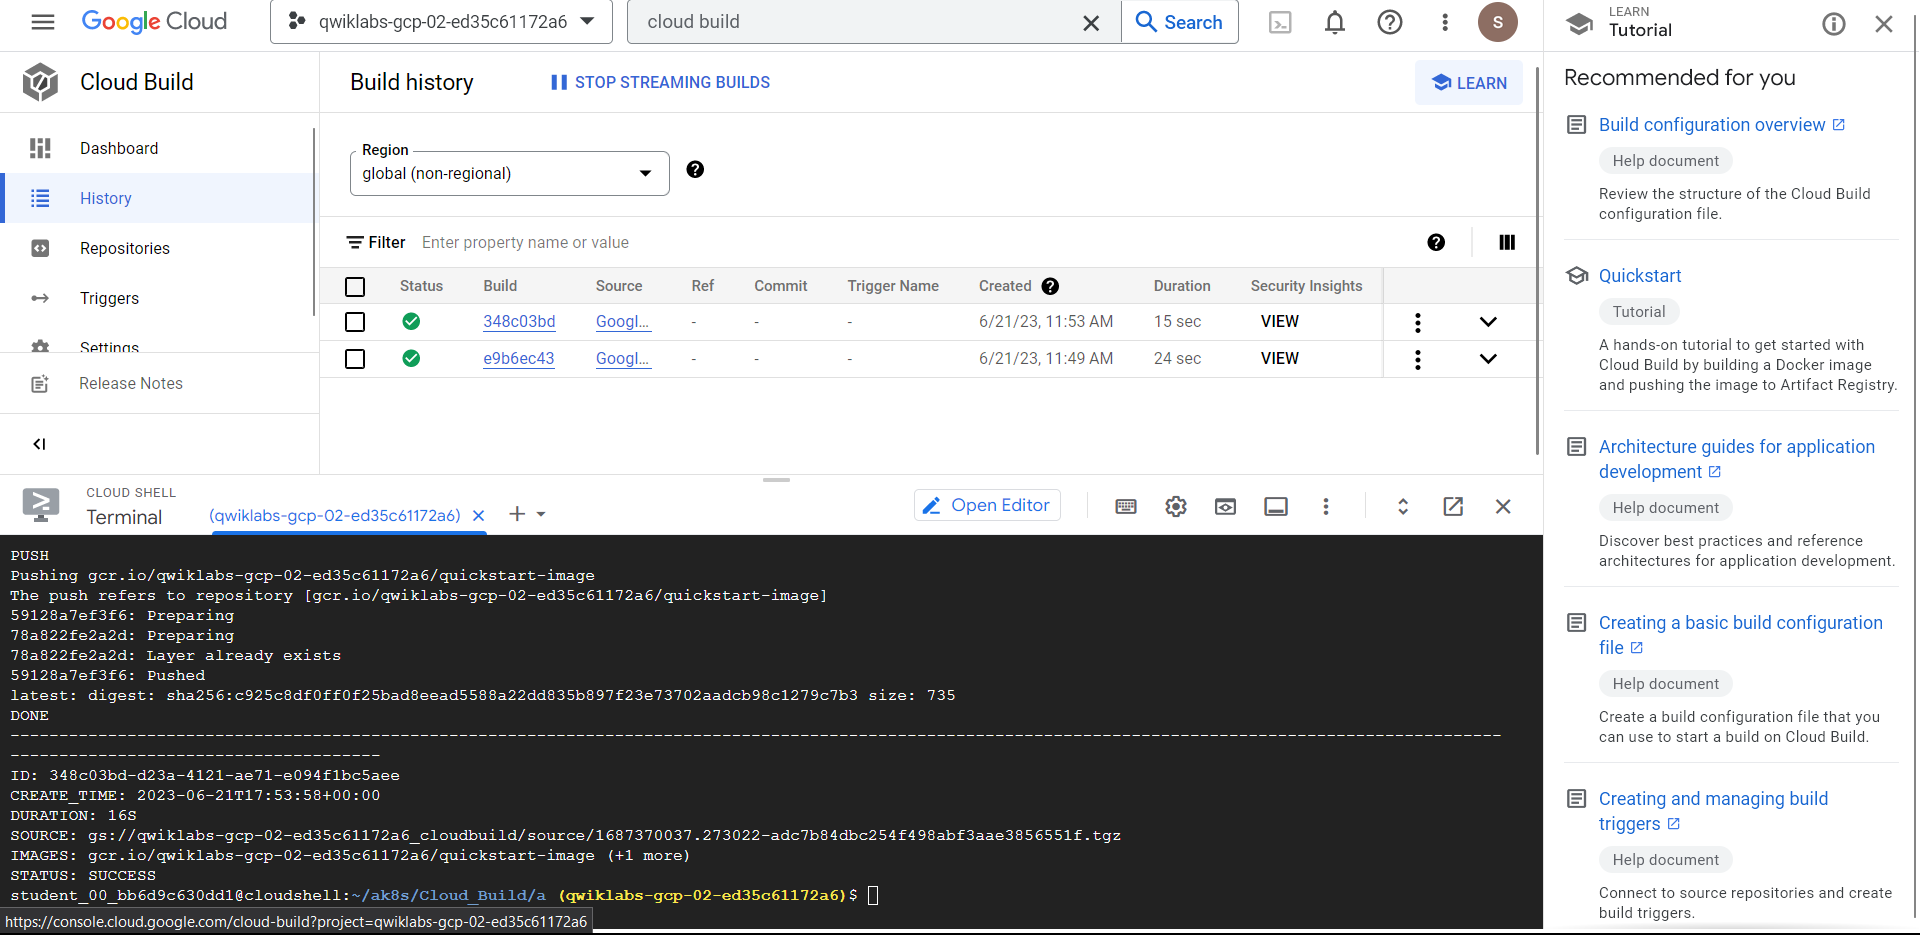 Google Cloud
qwiklabs-gcp-02-ed35c61172a6
cloud build
Search
S
LEARN
Tutorial
Cloud Build
Build history
STOP STREAMING BUILDS
LEARN
Dashboard
History
Repositories
Triggers
Settings
Release Notes
Region
global (non-regional)
Filter Enter property name or value
Status Build Source Ref Commit Trigger Name Created Duration Security Insights
348c03bd Googl... - - - 6/21/23, 11:53 AM 15 sec VIEW
e9b6ec43 Googl... - - - 6/21/23, 11:49 AM 24 sec VIEW
CLOUD SHELL
Terminal
(qwiklabs-gcp-02-ed35c61172a6)
Open Editor
PUSH
Pushing gcr.io/qwiklabs-gcp-02-ed35c61172a6/quickstart-image
The push refers to repository [gcr.io/qwiklabs-gcp-02-ed35c61172a6/quickstart-image]
59128a7ef3f6: Preparing
78a822fe2a2d: Preparing
78a822fe2a2d: Layer already exists
59128a7ef3f6: Pushed
latest: digest: sha256:c925c8df0ff0f25bad8eead5588a22dd835b897f23e73702aadcb98c1279c7b3 size: 735
DONE
---------------------------------------------------------------------------------------------------------------------------------------------------------
--------------------------------------
ID: 348c03bd-d23a-4121-ae71-e094f1bc5aee
CREATE_TIME: 2023-06-21T17:53:58+00:00
DURATION: 16S
SOURCE: gs://qwiklabs-gcp-02-ed35c61172a6_cloudbuild/source/1687370037.273022-adc7b84dbc254f498abf3aae3856551f.tgz
IMAGES: gcr.io/qwiklabs-gcp-02-ed35c61172a6/quickstart-image (+1 more)
STATUS: SUCCESS
student_00_bb6d9c630dd1@cloudshell:~/ak8s/Cloud_Build/a (qwiklabs-gcp-02-ed35c61172a6)$
https://console.cloud.google.com/cloud-build?project=qwiklabs-gcp-02-ed35c61172a6
Recommended for you
Build configuration overview
Help document
Review the structure of the Cloud Build
configuration file.
Quickstart
Tutorial
A hands-on tutorial to get started with
Cloud Build by building a Docker image
and pushing the image to Artifact Registry.
Architecture guides for application
development
Help document
Discover best practices and reference
architectures for application development.
Creating a basic build configuration
file
Help document
Create a build configuration file that you
can use to start a build on Cloud Build.
Creating and managing build
triggers
Help document
Connect to source repositories and create
build triggers.